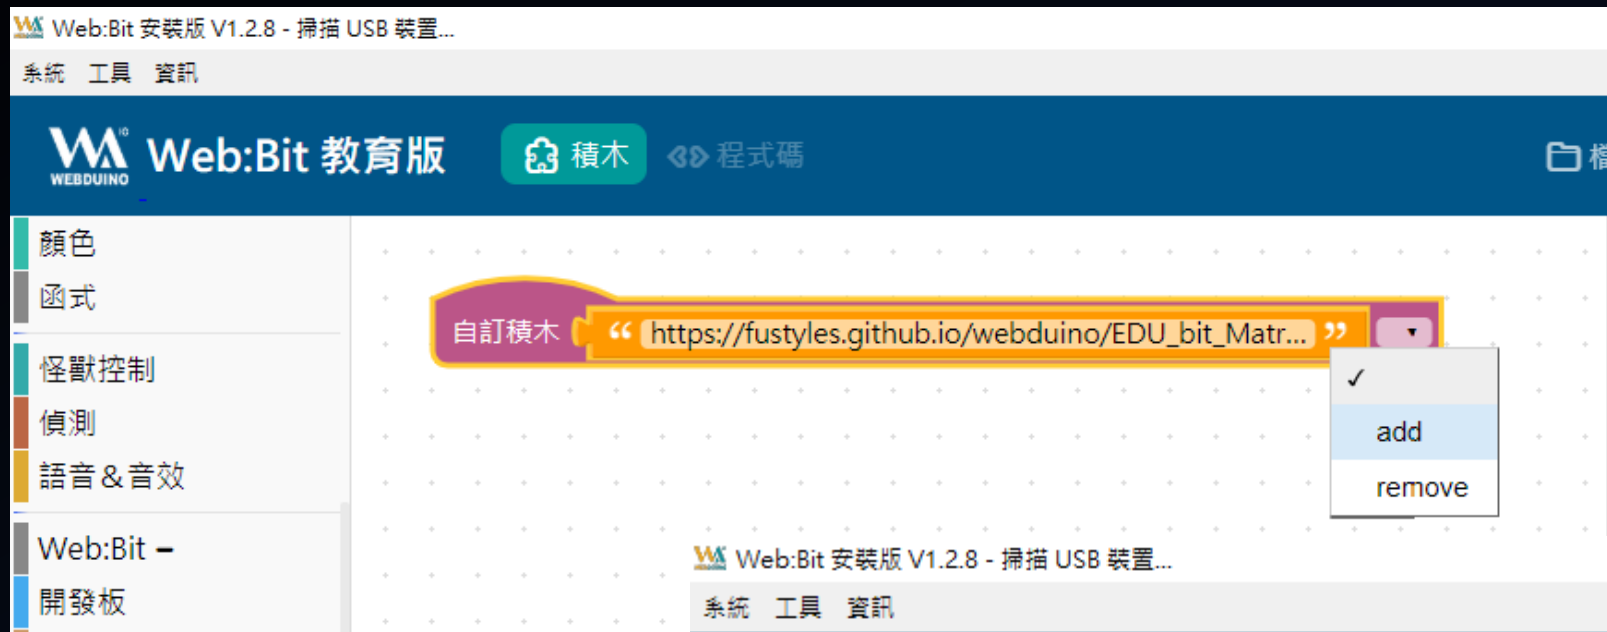 Web:Bit 安裝版 V1.2.8 - 掃描 USB 裝置...
系統 工具 資訊
WEBDUINO IO Web:Bit 教育版 積木 程式碼
顏色
函式
自訂積木 “ https://fustyles.github.io/webduino/EDU_bit_Matr... ”
怪獸控制
偵測
add
語音&音效
remove
Web:Bit
Web:Bit 安裝版 V1.2.8 - 掃描 USB 裝置...
開發板
系統 工具 資訊